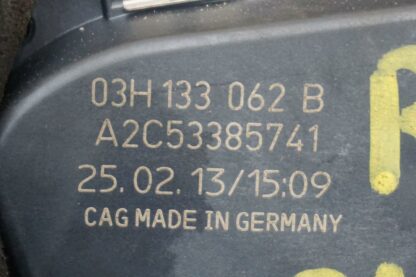 03H 133 062 B
A2C53385741
25.02.13/15:09
CAG MADE IN GERMANY